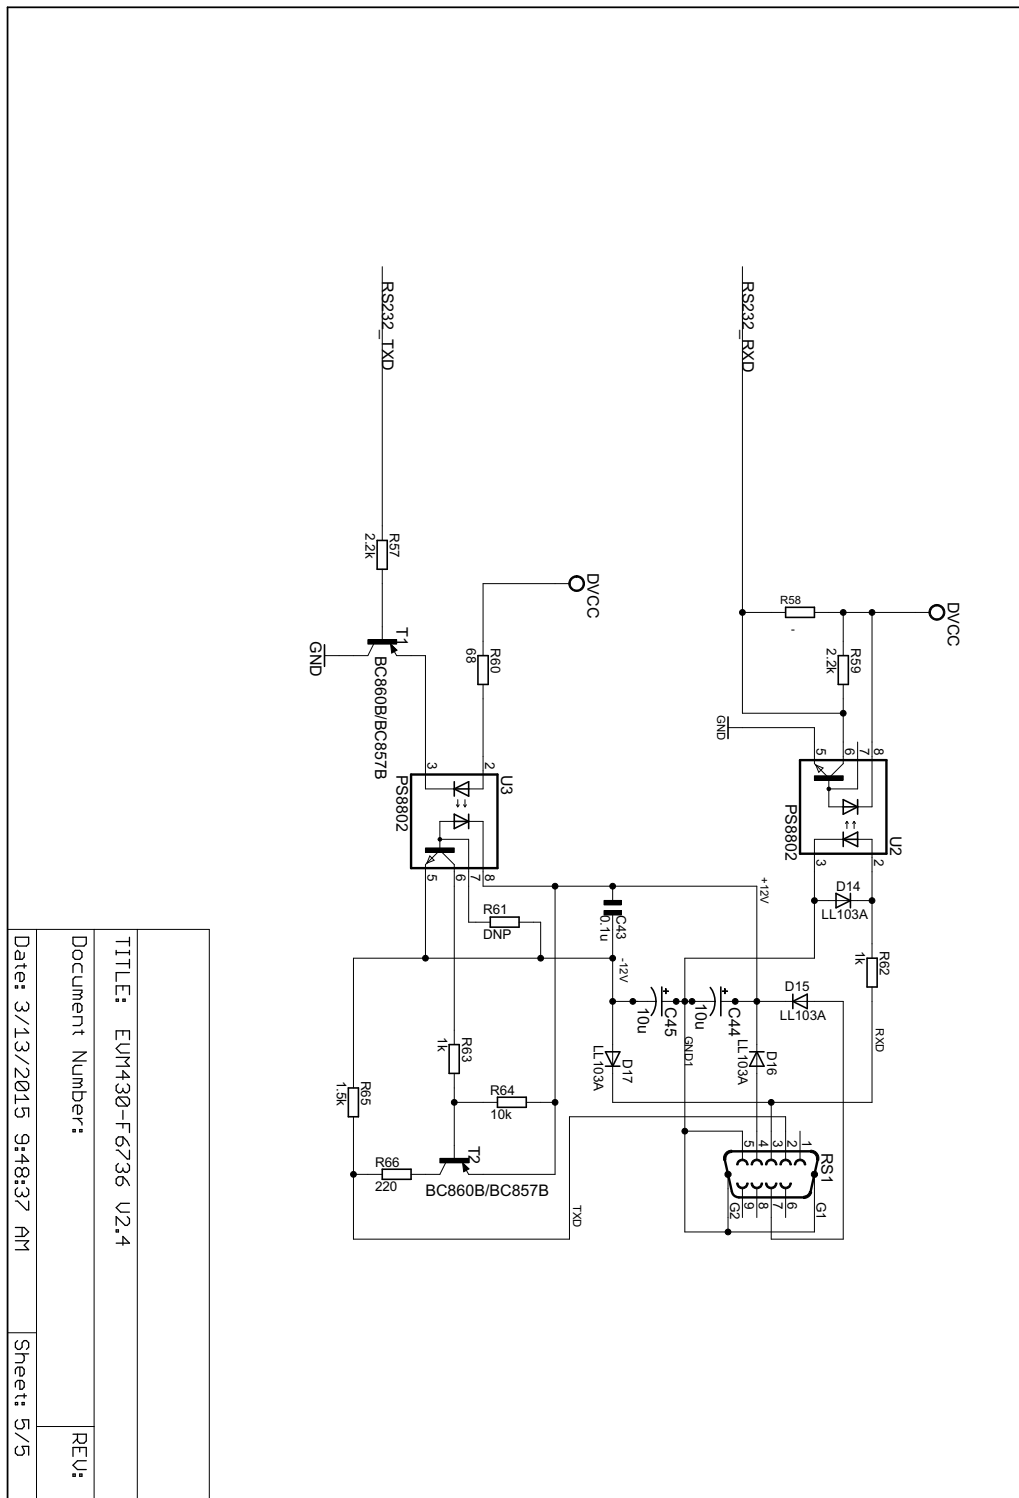 DVCC
R58
-
R59
2.2k
RS232_RXD
GND
8
7
6
5
U2
PS8802
2
3
D14
LL103A
R62
1k
RXD
+12V
D15
LL103A
D16
LL103A
C44
+
10u
GND1
C45
+
10u
-12V
D17
LL103A
C43
0.1u
RS1
1
2
3
4
5
6
7
8
9
G1
G2
DVCC
R60
68
RS232_TXD
R57
2.2k
T1
BC860B/BC857B
GND
U3
PS8802
2
3
8
7
6
5
R61
DNP
R63
1k
R64
10k
R65
1.5k
R66
220
T2
BC860B/BC857B
TXD
TITLE: EVM430-F6736 V2.4
Document Number:
REV:
Date: 3/13/2015 9:48:37 AM
Sheet: 5/5